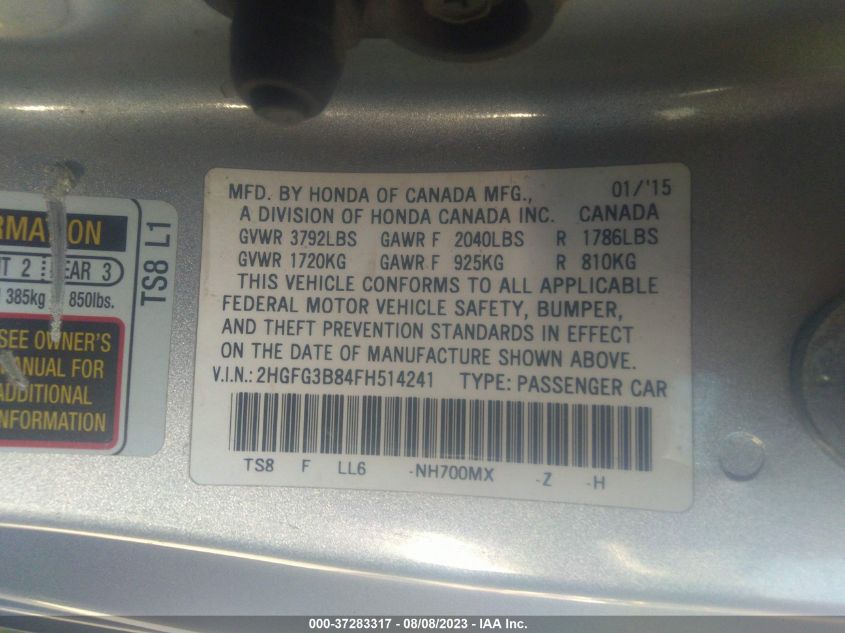 MFD. BY HONDA OF CANADA MFG., 01/'15
A DIVISION OF HONDA CANADA INC. CANADA
GVWR 3792LBS GAWR F 2040LBS R 1786LBS
GVWR 1720KG GAWR F 925KG R 810KG
THIS VEHICLE CONFORMS TO ALL APPLICABLE
FEDERAL MOTOR VEHICLE SAFETY, BUMPER,
AND THEFT PREVENTION STANDARDS IN EFFECT
ON THE DATE OF MANUFACTURE SHOWN ABOVE.
V.I.N.: 2HGFG3B84FH514241 TYPE: PASSENGER CAR
TS8 F LL6 -NH700MX -Z -H
2 3
385kg 850lbs.
SEE OWNER'S
MANUAL FOR
ADDITIONAL
INFORMATION
TS8 L1
000-37283317 - 08/08/2023 - IAA Inc.